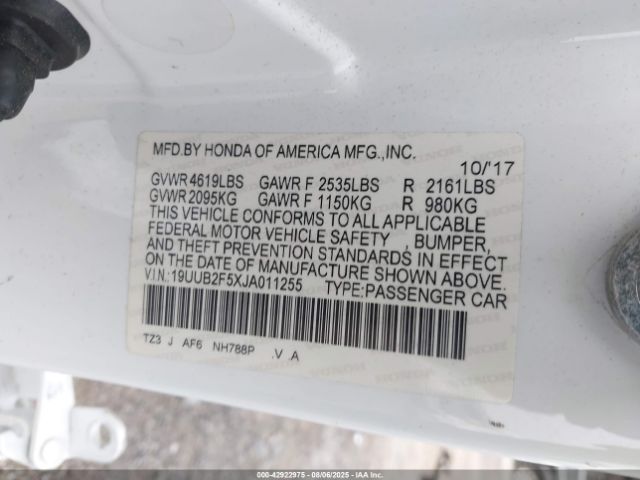 MFD.BY HONDA OF AMERICA MFG.,INC.
10/'17
GVWR 4619LBS GAWR F 2535LBS R 2161LBS
GVWR 2095KG GAWR F 1150KG R 980KG
THIS VEHICLE CONFORMS TO ALL APPLICABLE
FEDERAL MOTOR VEHICLE SAFETY , BUMPER,
AND THEFT PREVENTION STANDARDS IN EFFECT
ON THE DATE OF MANUFACTURE SHOWN ABOVE.
V.I.N.: 19UUB2F5XJA011255 TYPE:PASSENGER CAR
TZ3 J AF6 NH788P .V .A
000-42922975 - 08/06/2025 - COPYRIGHT IAA, LLC.